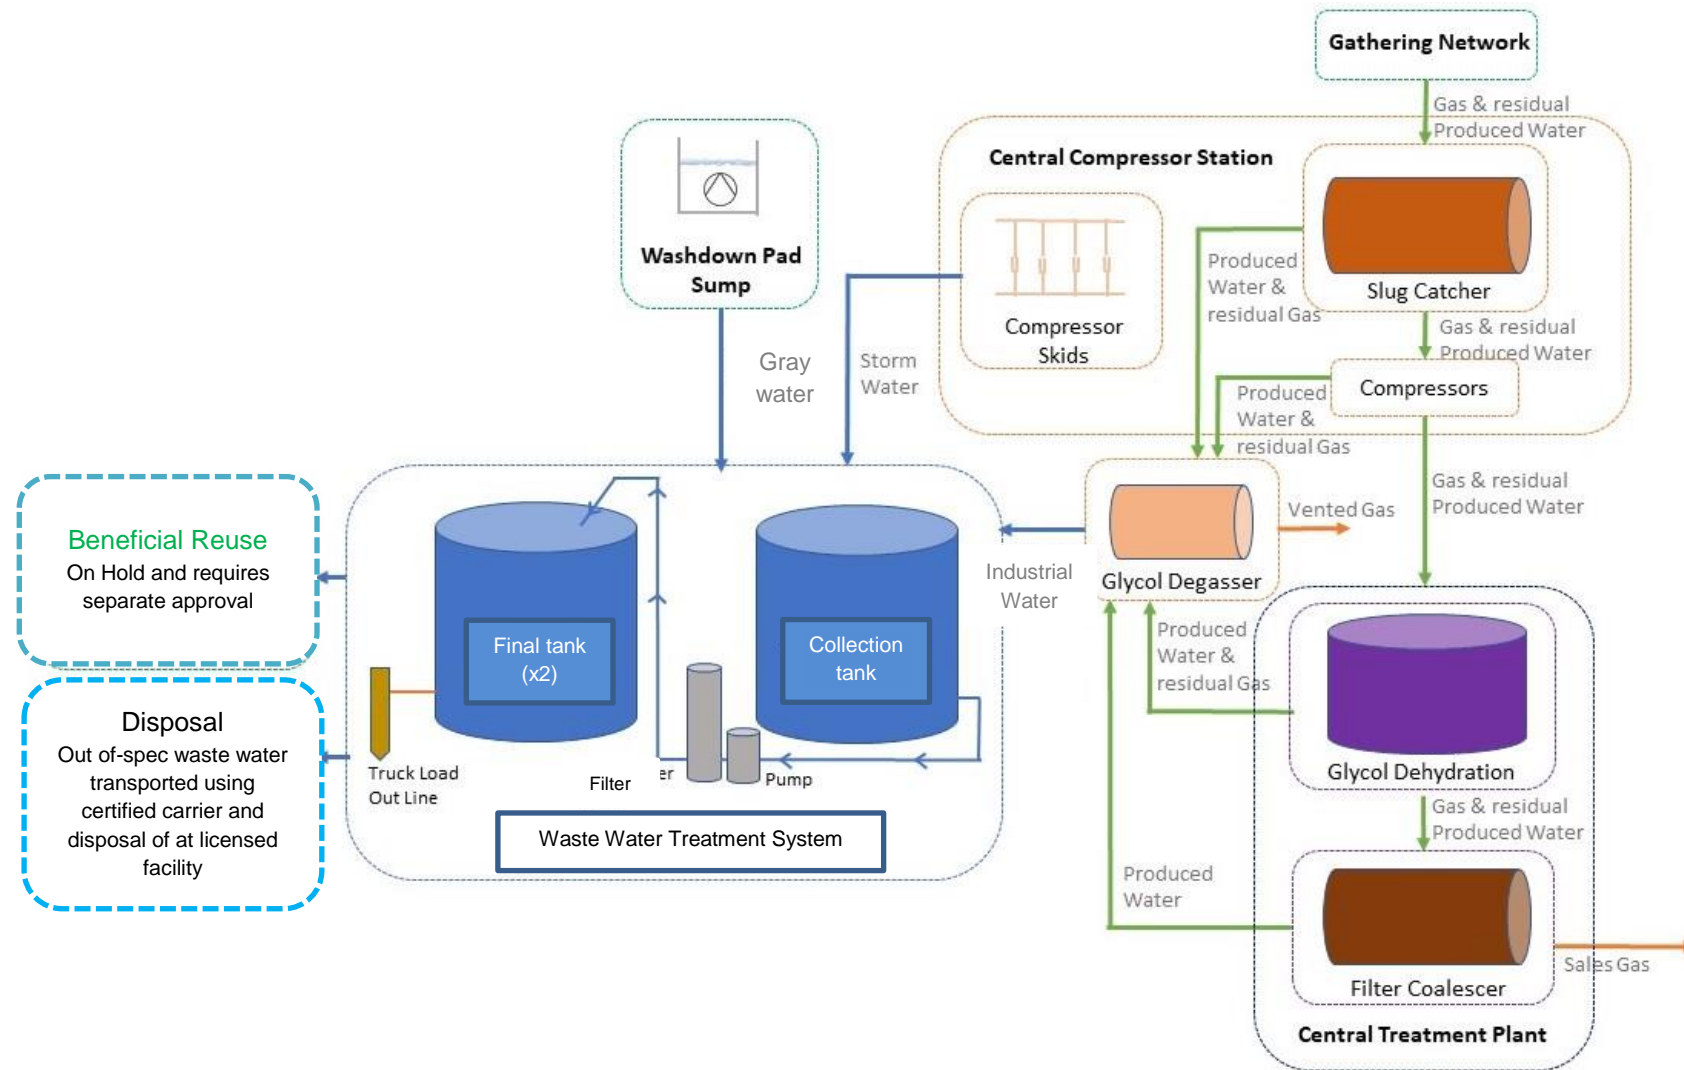 Gathering Network
Gas & residual
Produced Water
Central Compressor Station
Washdown Pad
Sump
Compressor
Skids
Slug Catcher
Produced
Water &
residual Gas
Gas & residual
Produced Water
Compressors
Produced
Water &
residual Gas
Gray
water
Storm
Water
Gas & residual
Produced Water
Vented Gas
Glycol Degasser
Industrial
Water
Beneficial Reuse
On Hold and requires
separate approval
Final tank
(x2)
Collection
tank
Disposal
Out of-spec waste water
transported using
certified carrier and
disposal of at licensed
facility
Truck Load
Out Line
Filter
er
Pump
Waste Water Treatment System
Produced
Water &
residual Gas
Glycol Dehydration
Gas & residual
Produced Water
Produced
Water
Filter Coalescer
Sales Gas
Central Treatment Plant